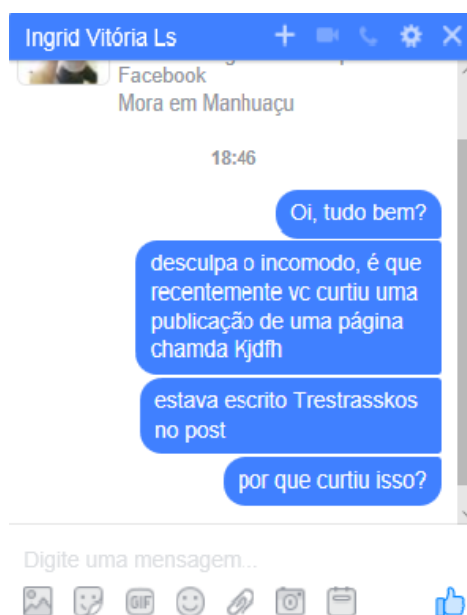 Ingrid Vitória Ls
Facebook
Mora em Manhuaçu
18:46
Oi, tudo bem?
desculpa o incomodo, é que
recentemente vc curtiu uma
publicação de uma página
chamda Kjdfh
estava escrito Trestrasskos
no post
por que curtiu isso?
Digite uma mensagem...
GIF